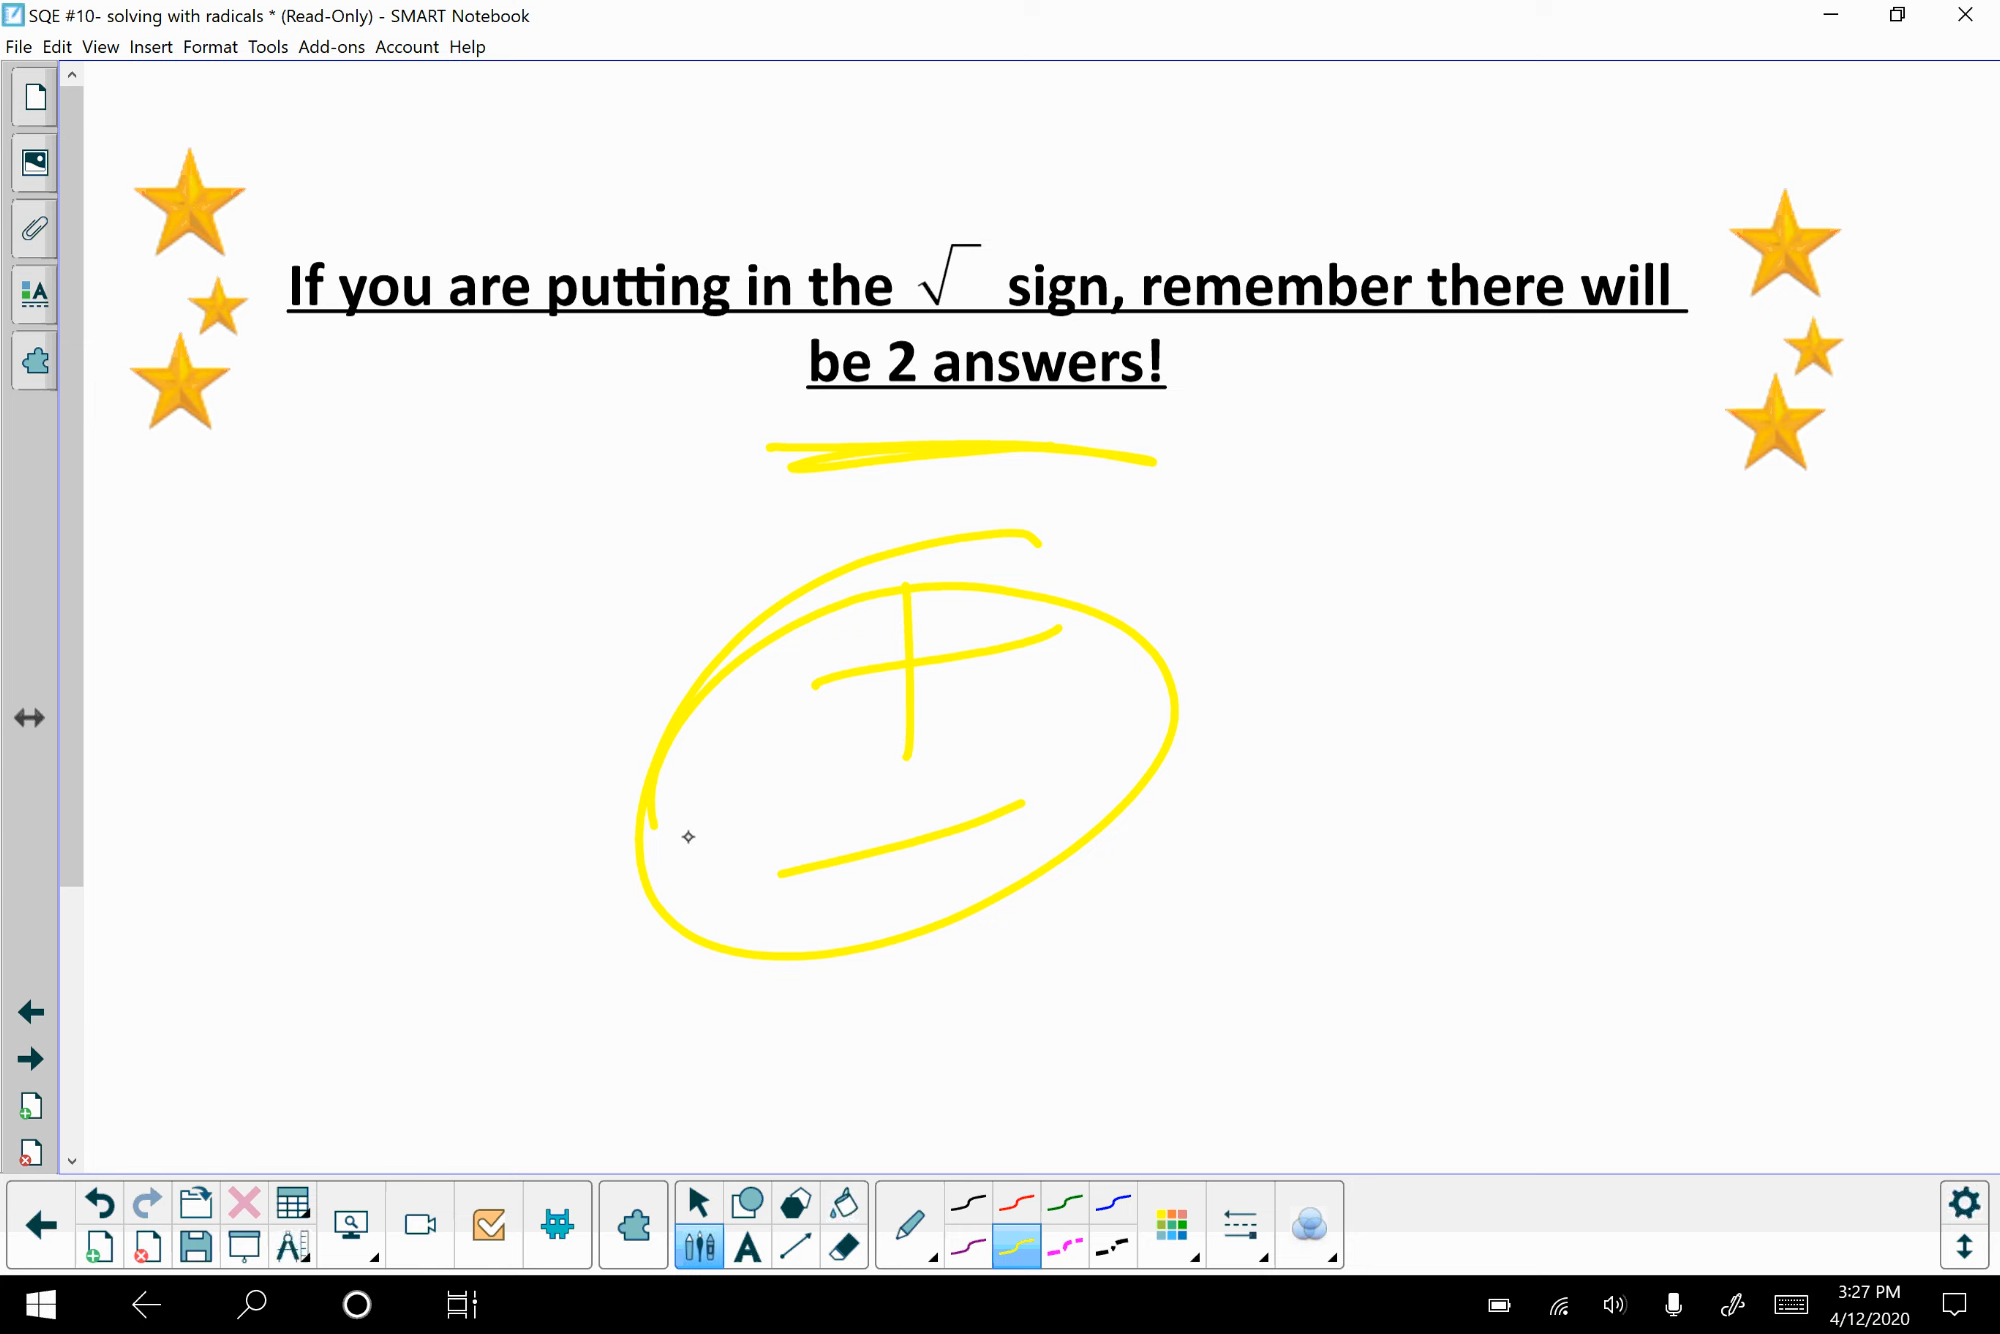 SQE #10- solving with radicals * (Read-Only) - SMART Notebook
File Edit View Insert Format Tools Add-ons Account Help
If you are putting in the √ sign, remember there will
be 2 answers!
+
−
3:27 PM
4/12/2020